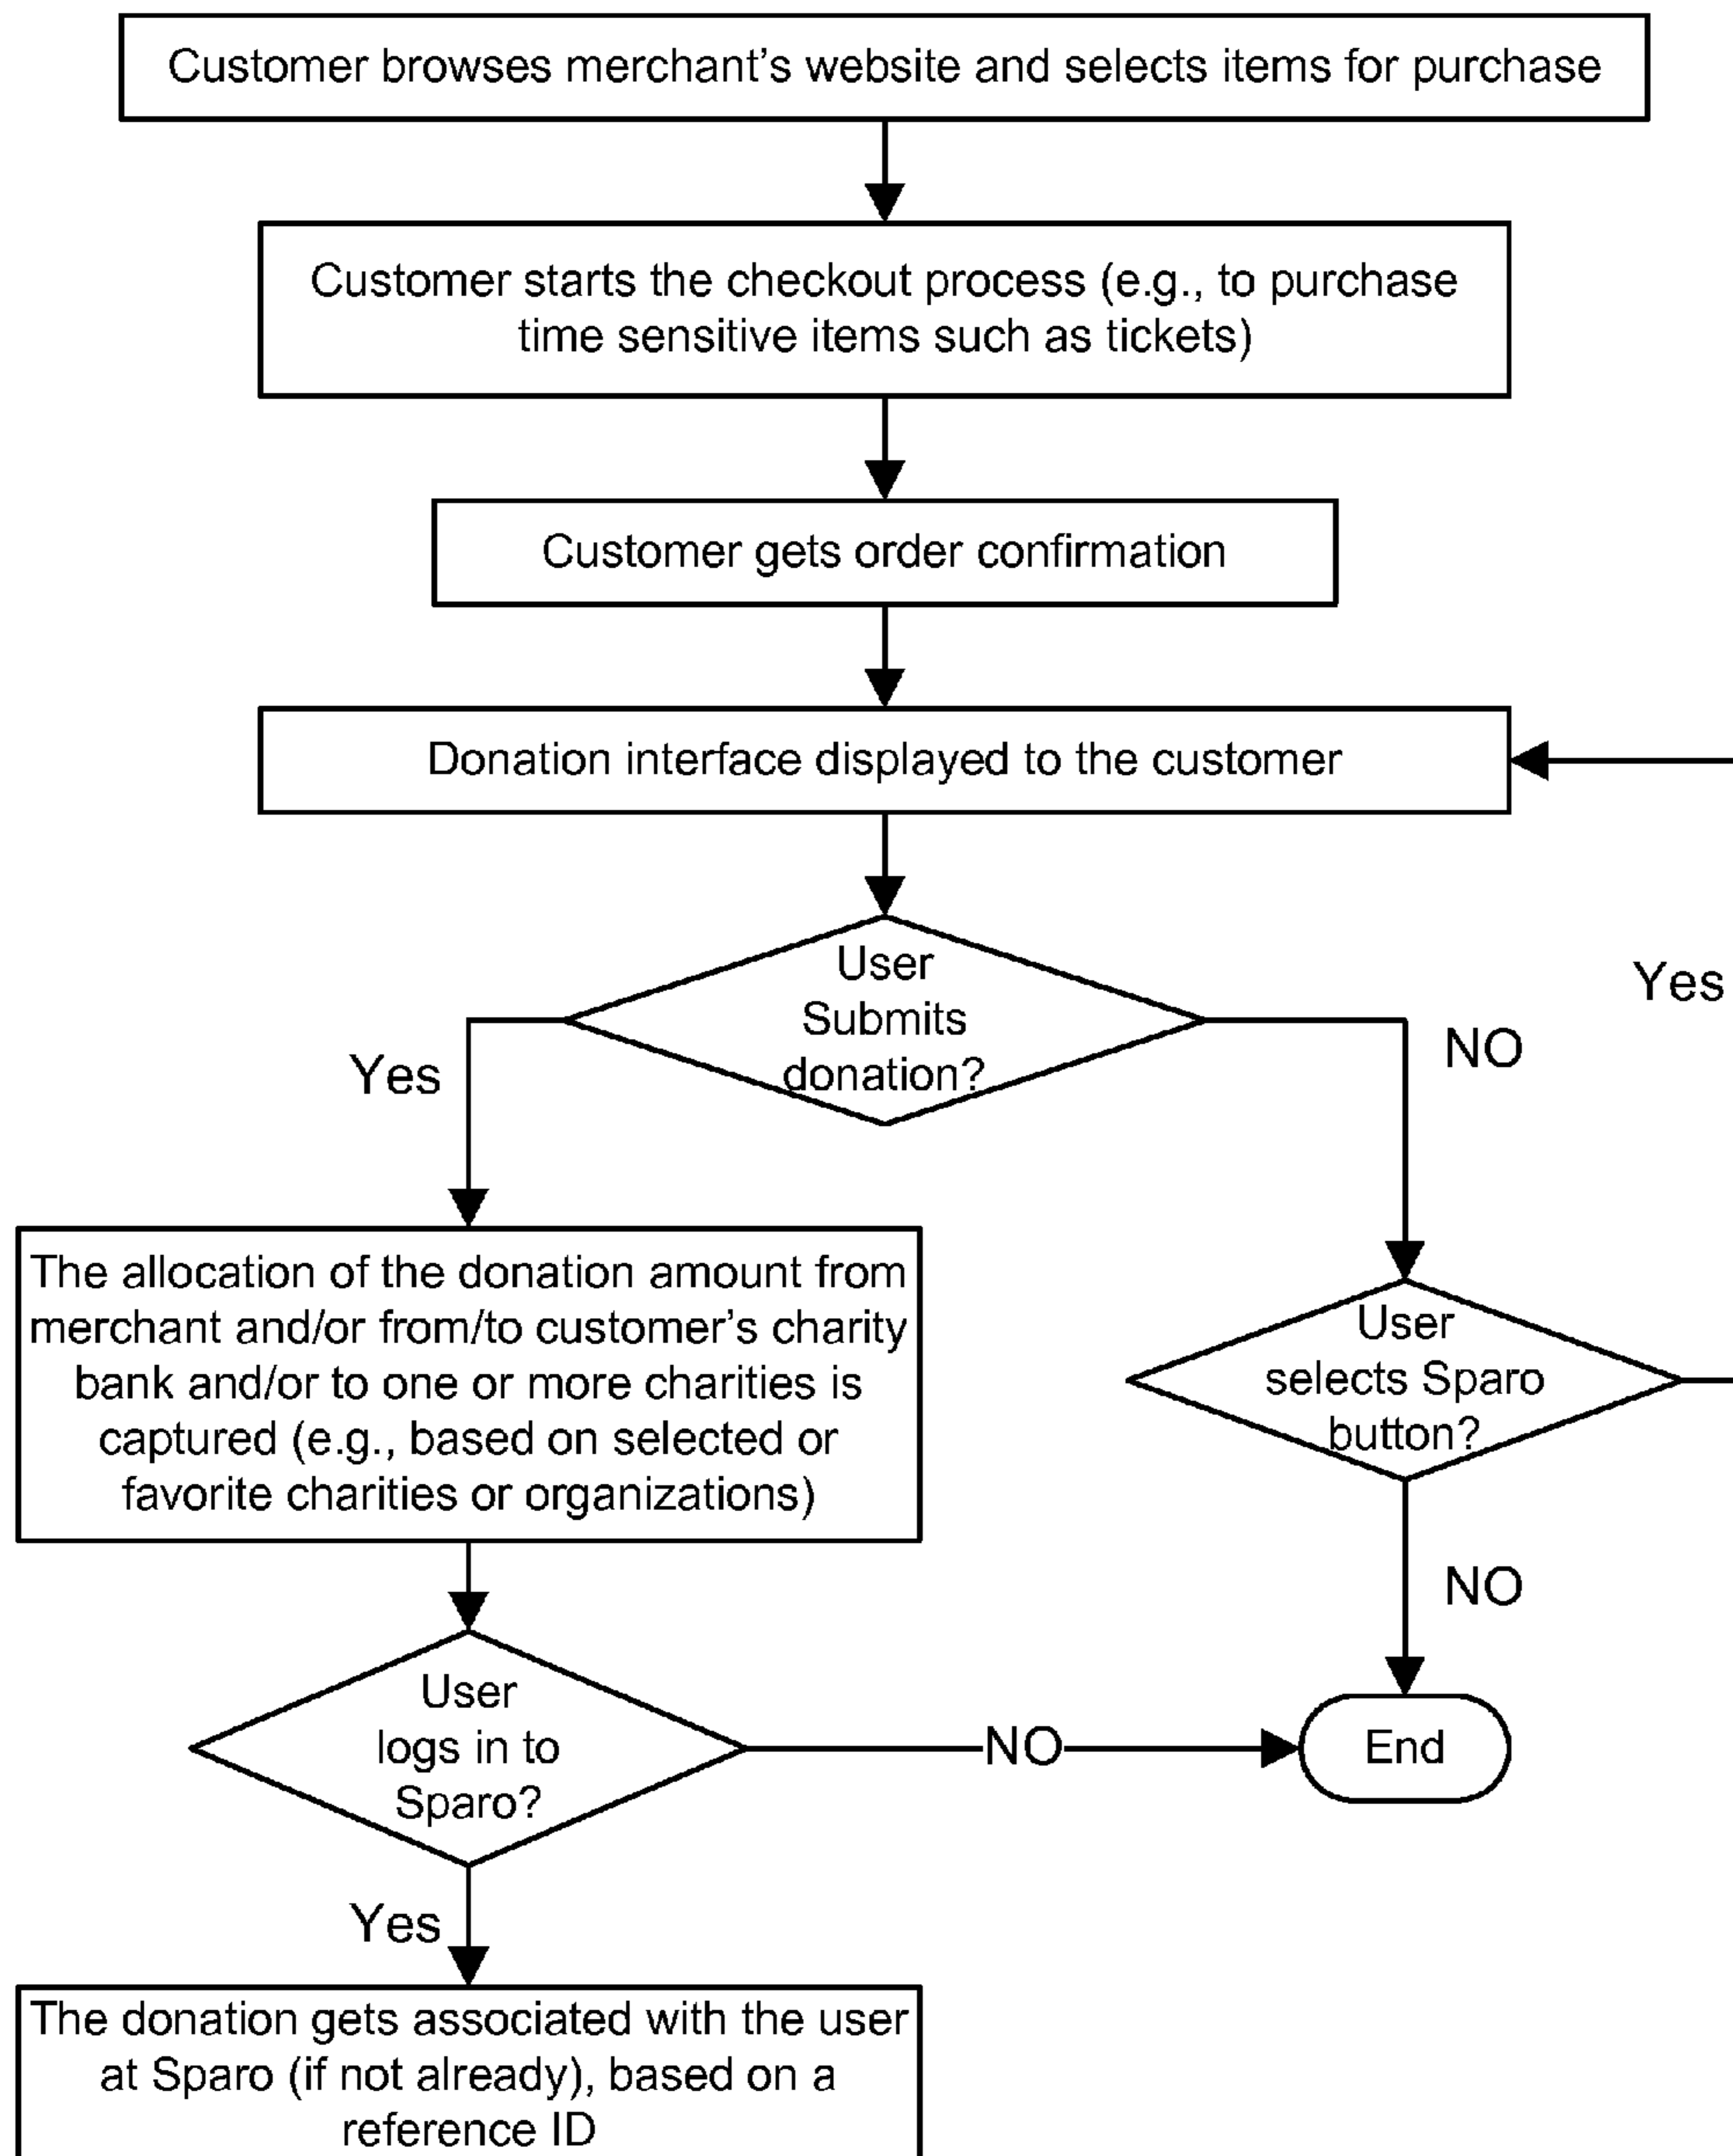 Customer browses merchant's website and selects items for purchase
Customer starts the checkout process (e.g., to purchase
time sensitive items such as tickets)
Customer gets order confirmation
Donation interface displayed to the customer
User
Submits
donation?
Yes
NO
Yes
The allocation of the donation amount from
merchant and/or from/to customer's charity
bank and/or to one or more charities is
captured (e.g., based on selected or
favorite charities or organizations)
User
selects Sparo
button?
NO
User
logs in to
Sparo?
NO
End
Yes
The donation gets associated with the user
at Sparo (if not already), based on a
reference ID